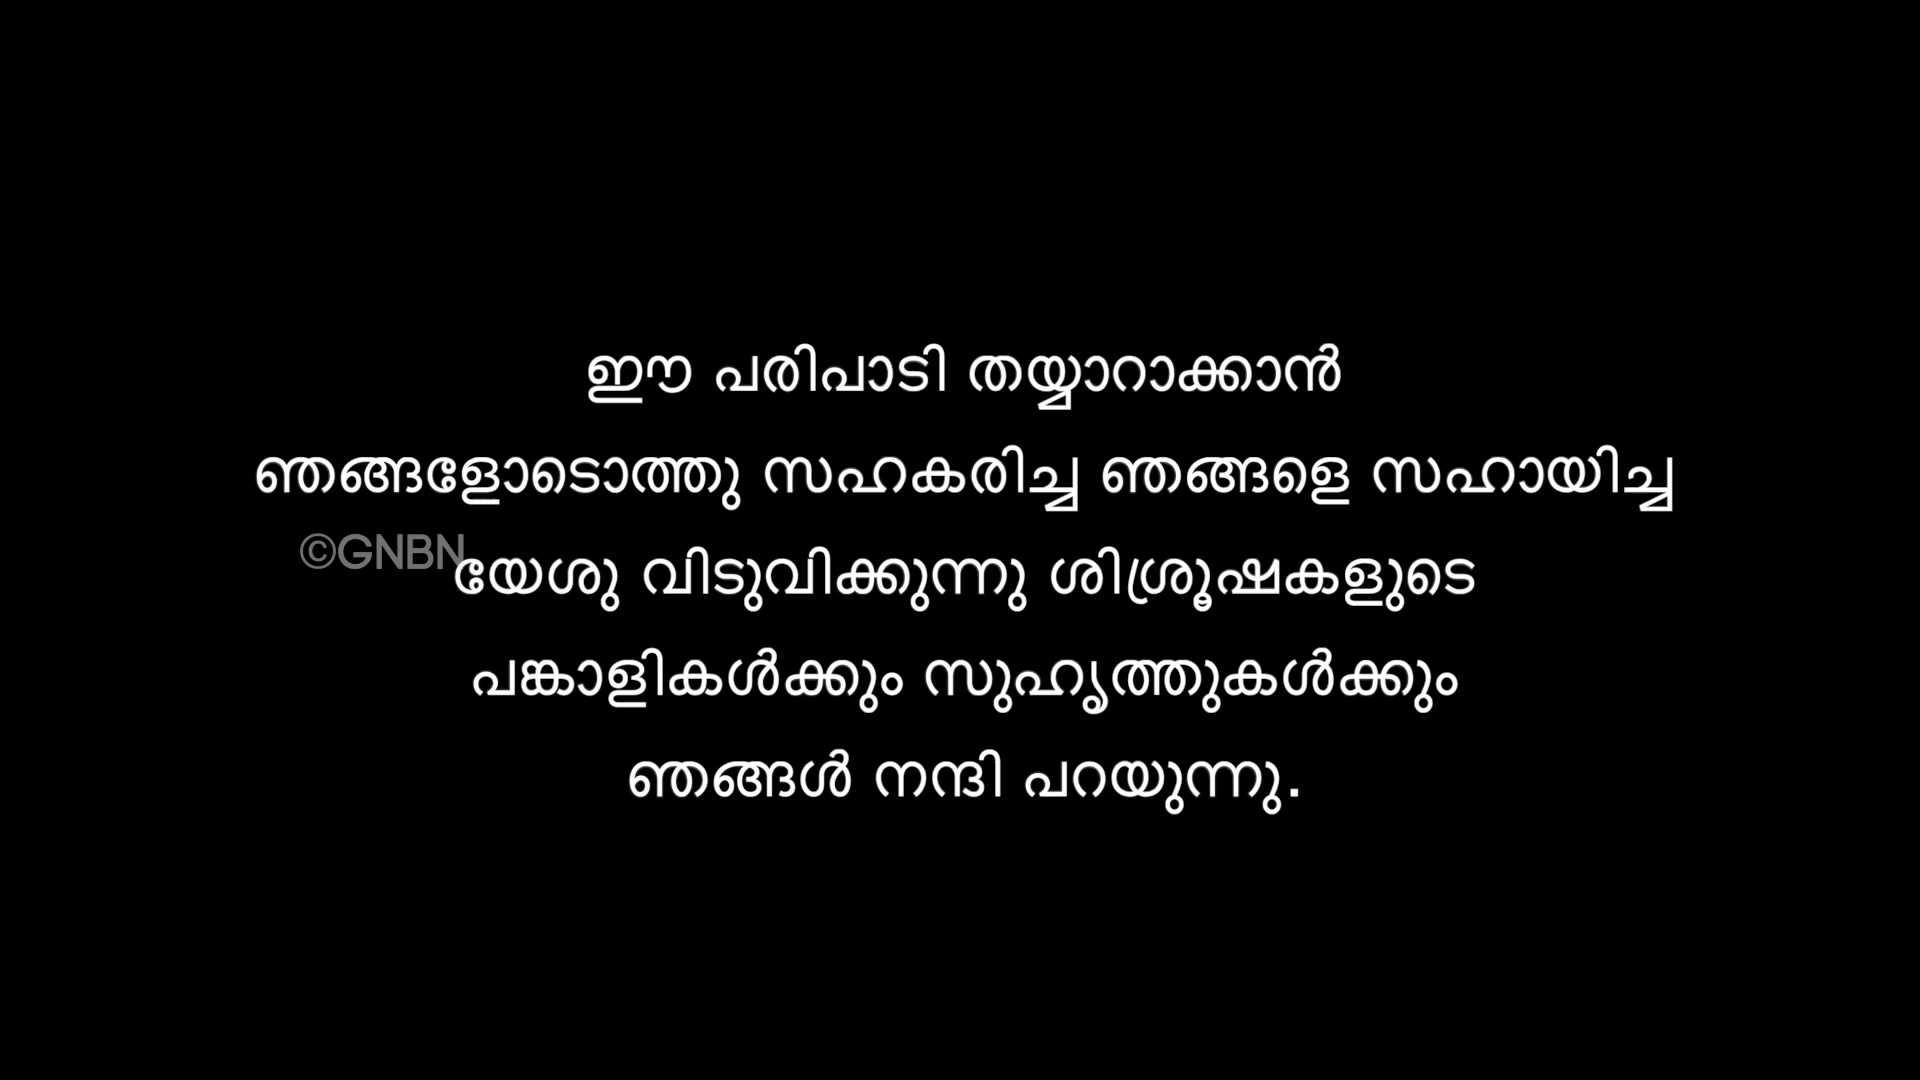 ഈ പരിപാടി തയ്യാറാക്കാൻ
ഞങ്ങളോടൊത്തു സഹകരിച്ച ഞങ്ങളെ സഹായിച്ച
©GNBN
യേശു വിടുവിക്കുന്നു ശിശ്രൂഷകളുടെ
പങ്കാളികൾക്കും സുഹൃത്തുകൾക്കും
ഞങ്ങൾ നന്ദി പറയുന്നു.